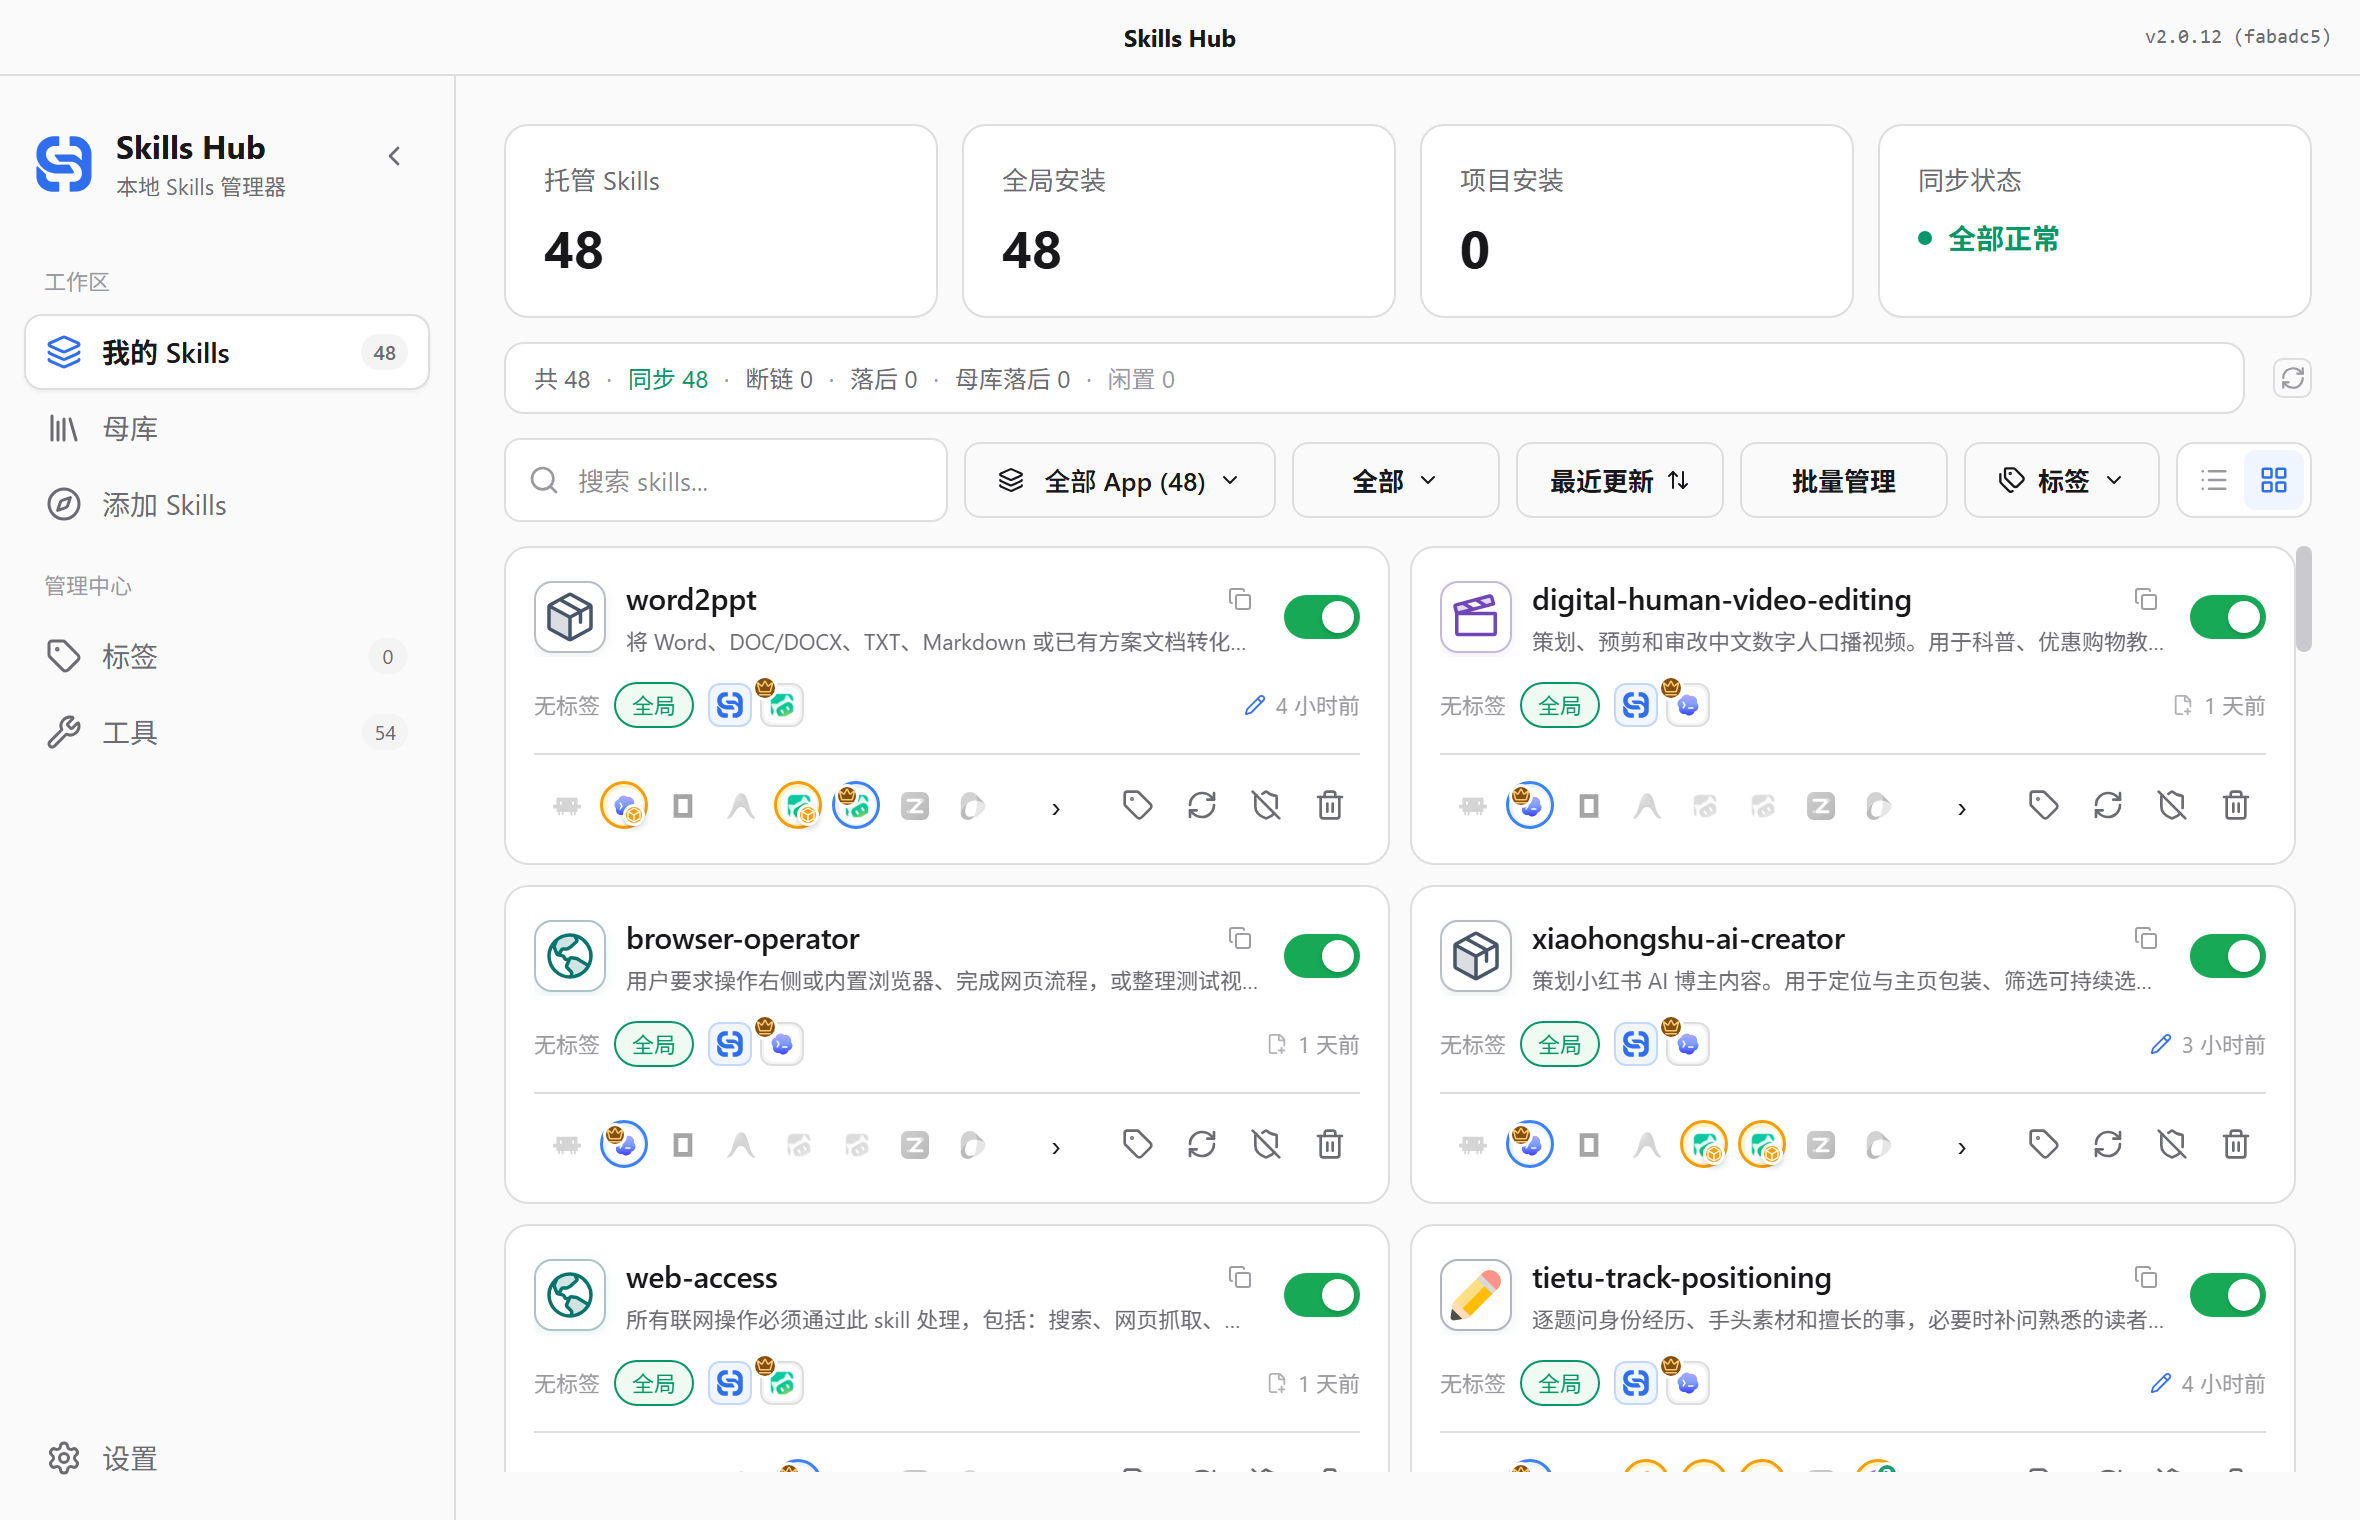 Skills Hub
v2.0.12 (fabadc5)
Skills Hub
本地 Skills 管理器
工作区
我的 Skills
48
母库
添加 Skills
管理中心
标签
0
工具
54
设置
托管 Skills
48
全局安装
48
项目安装
0
同步状态
全部正常
共 48 · 同步 48 · 断链 0 · 落后 0 · 母库落后 0 · 闲置 0
搜索 skills...
全部 App (48)
全部
最近更新
批量管理
标签
word2ppt
将 Word、DOC/DOCX、TXT、Markdown 或已有方案文档转化...
无标签
全局
4 小时前
digital-human-video-editing
策划、预剪和审改中文数字人口播视频。用于科普、优惠购物教...
无标签
全局
1 天前
browser-operator
用户要求操作右侧或内置浏览器、完成网页流程，或整理测试视...
无标签
全局
1 天前
xiaohongshu-ai-creator
策划小红书 AI 博主内容。用于定位与主页包装、筛选可持续选...
无标签
全局
3 小时前
web-access
所有联网操作必须通过此 skill 处理，包括：搜索、网页抓取、...
无标签
全局
1 天前
tietu-track-positioning
逐题问身份经历、手头素材和擅长的事，必要时补问熟悉的读者...
无标签
全局
4 小时前